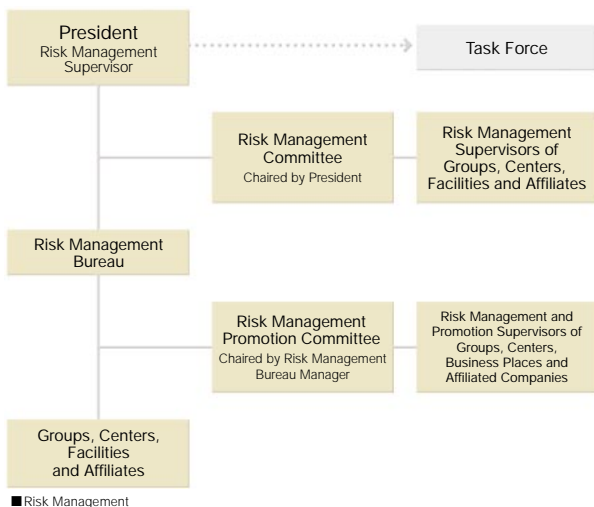 President
Risk Management
Supervisor
Task Force
Risk Management
Committee
Chaired by President
Risk Management
Supervisors of
Groups, Centers,
Facilities and Affiliates
Risk Management
Bureau
Risk Management
Promotion Committee
Chaired by Risk Management
Bureau Manager
Risk Management and
Promotion Supervisors of
Groups, Centers,
Business Places and
Affiliated Companies
Groups, Centers,
Facilities
and Affiliates
■Risk Management